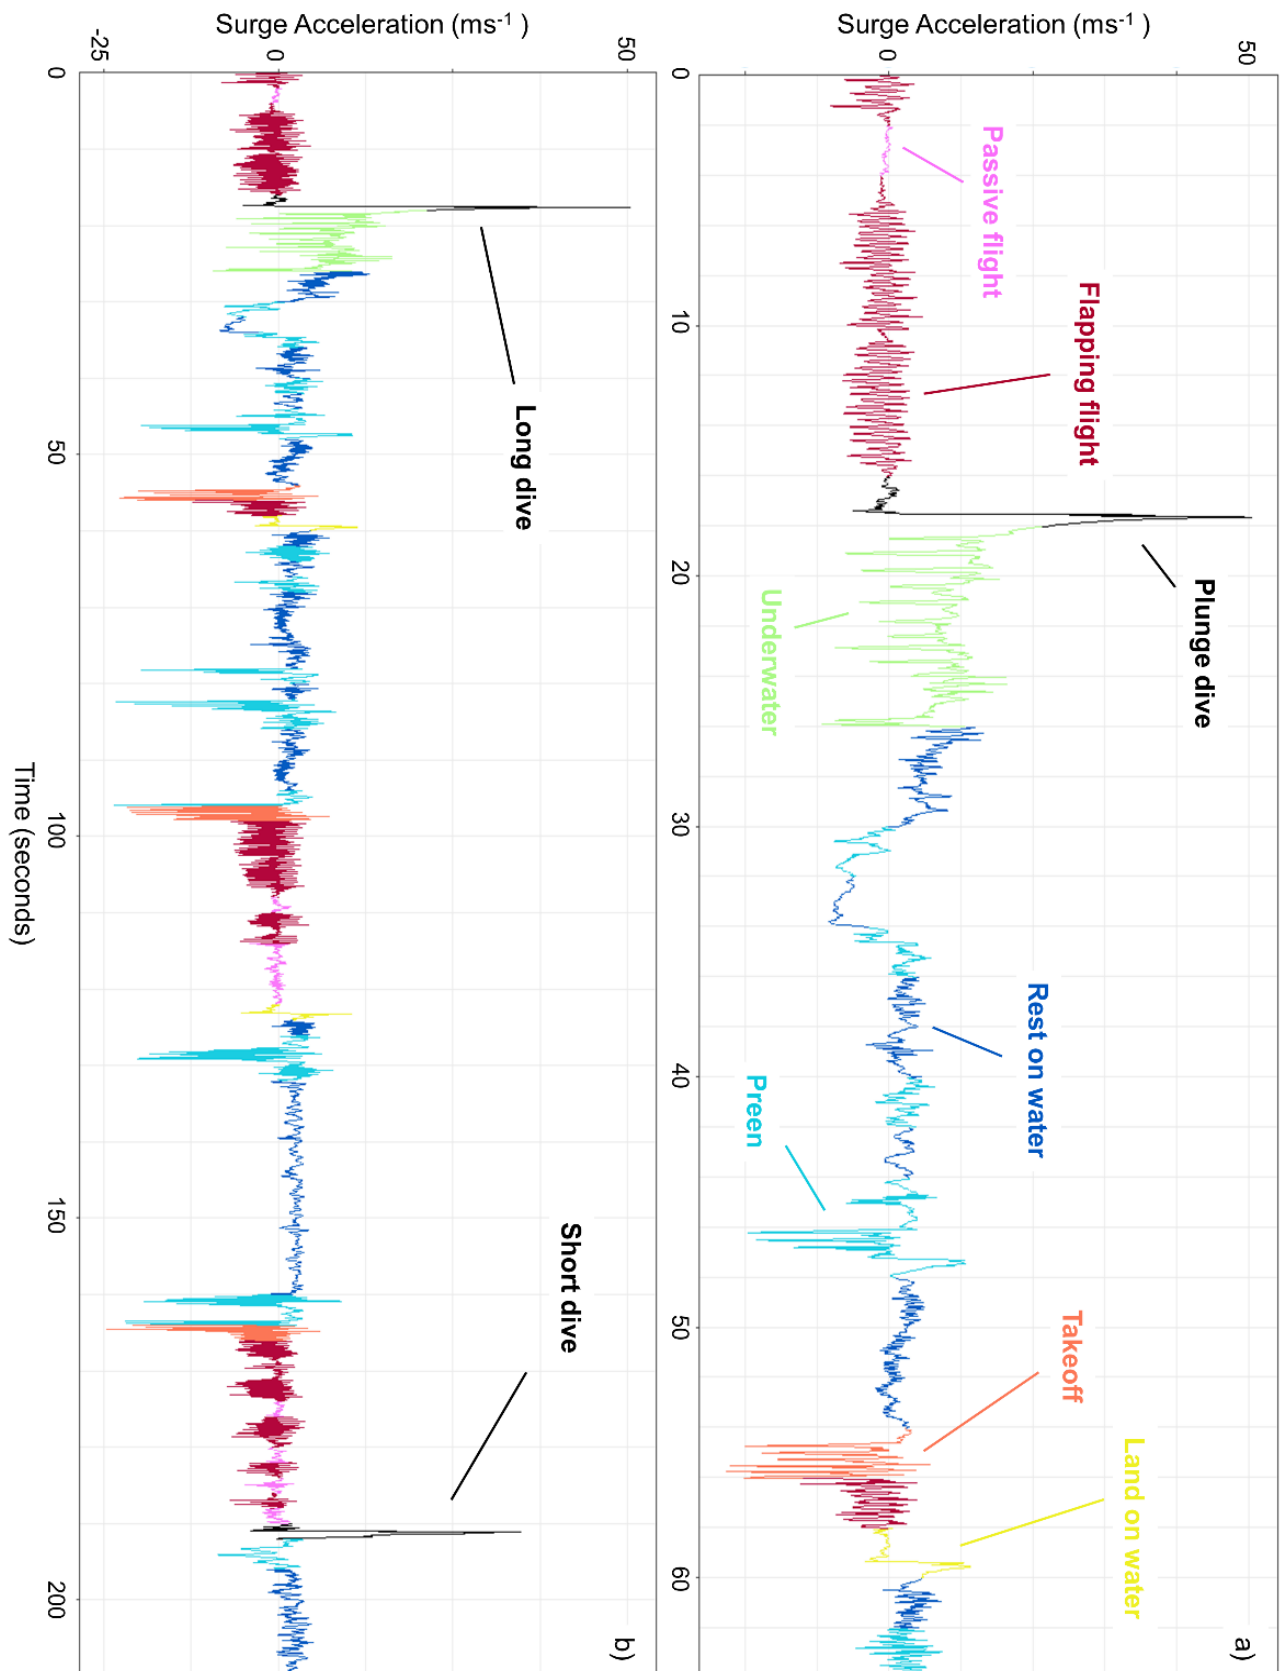 a)
Surge Acceleration (ms-1 )
50
0
Passive flight
Flapping flight
Plunge dive
Underwater
Rest on water
Preen
Takeoff
Land on water
0
10
20
30
40
50
60
b)
Surge Acceleration (ms-1 )
50
0
-25
Long dive
Short dive
0
50
100
150
200
Time (seconds)